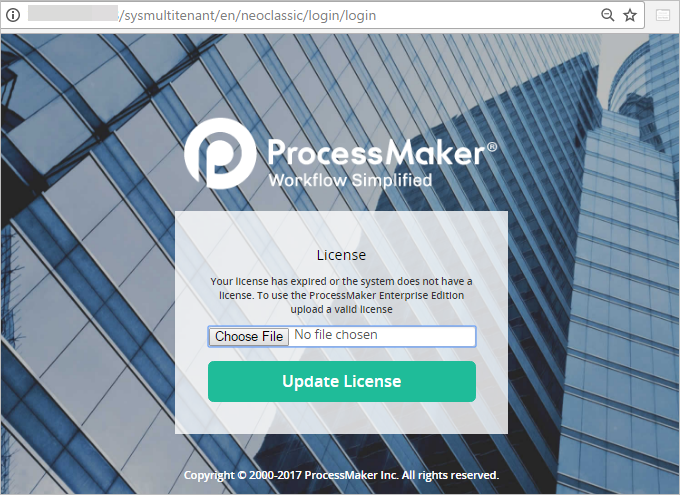 /sysmultitenant/en/neoclassic/login/login
ProcessMaker®
Workflow Simplified
License
Your license has expired or the system does not have a
license. To use the ProcessMaker Enterprise Edition
upload a valid license
Choose File No file chosen
Update License
Copyright © 2000-2017 ProcessMaker Inc. All rights reserved.